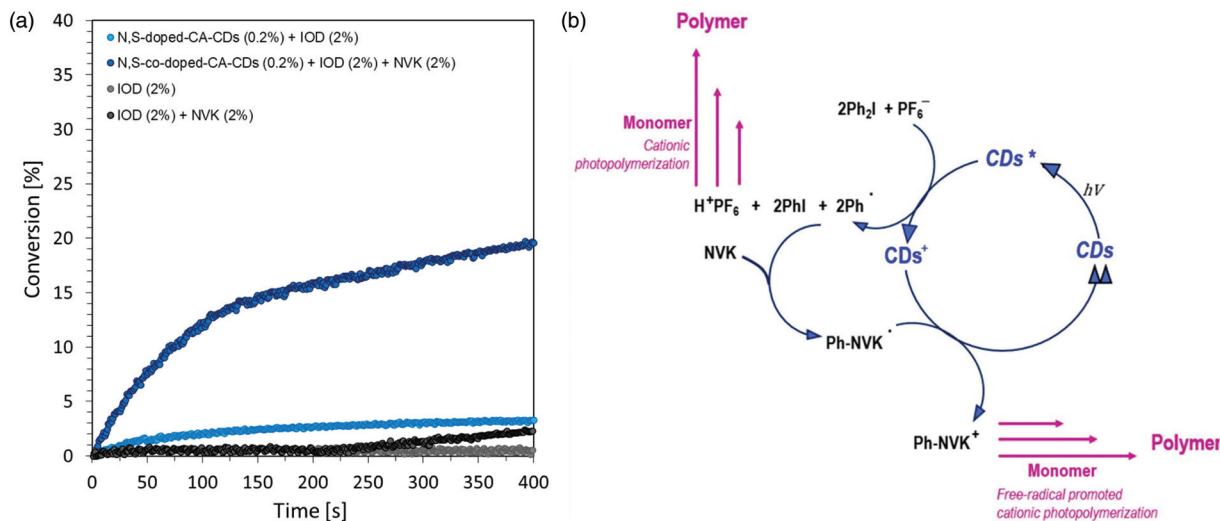 (a)
40
35
30
25
20
15
10
5
0
Conversion [%]
N,S-doped-CA-CDs (0.2%) + IOD (2%)
N,S-co-doped-CA-CDs (0.2%) + IOD (2%) + NVK (2%)
IOD (2%)
IOD (2%) + NVK (2%)
0 50 100 150 200 250 300 350 400
Time [s]
(b)
Polymer
Monomer
Cationic
photopolymerization
2Ph₂I + PF₆⁻
CDs *
hV
H⁺PF₆ + 2PhI + 2Ph˙
CDs⁺
CDs
NVK
Ph-NVK˙
Ph-NVK⁺
Polymer
Monomer
Free-radical promoted
cationic photopolymerization